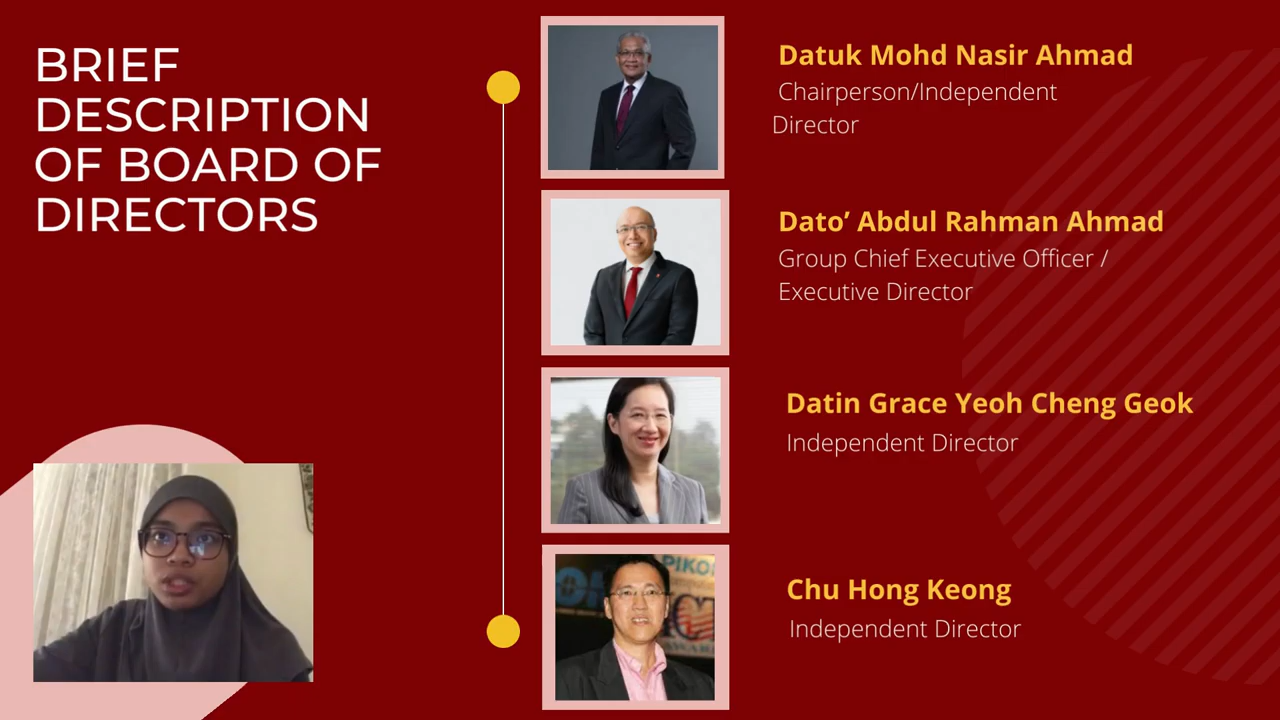 BRIEF
DESCRIPTION
OF BOARD OF
DIRECTORS
Datuk Mohd Nasir Ahmad
Chairperson/Independent
Director
Dato’ Abdul Rahman Ahmad
Group Chief Executive Officer /
Executive Director
Datin Grace Yeoh Cheng Geok
Independent Director
PIKO
Chu Hong Keong
Independent Director